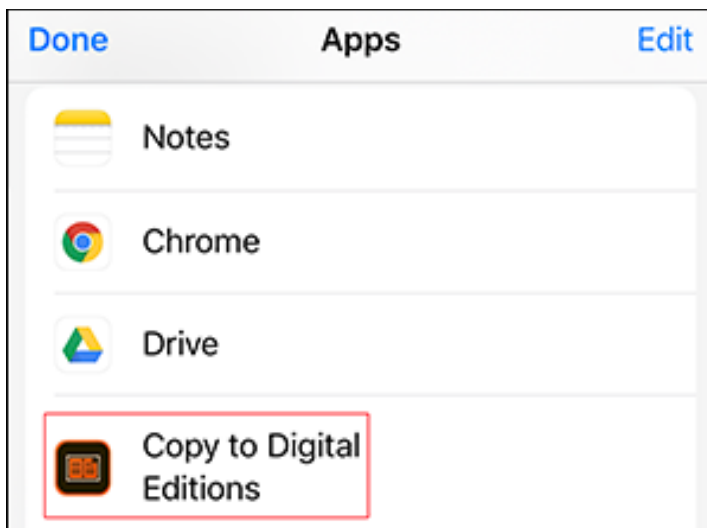 Done Apps Edit
Notes
Chrome
Drive
Copy to Digital
Editions